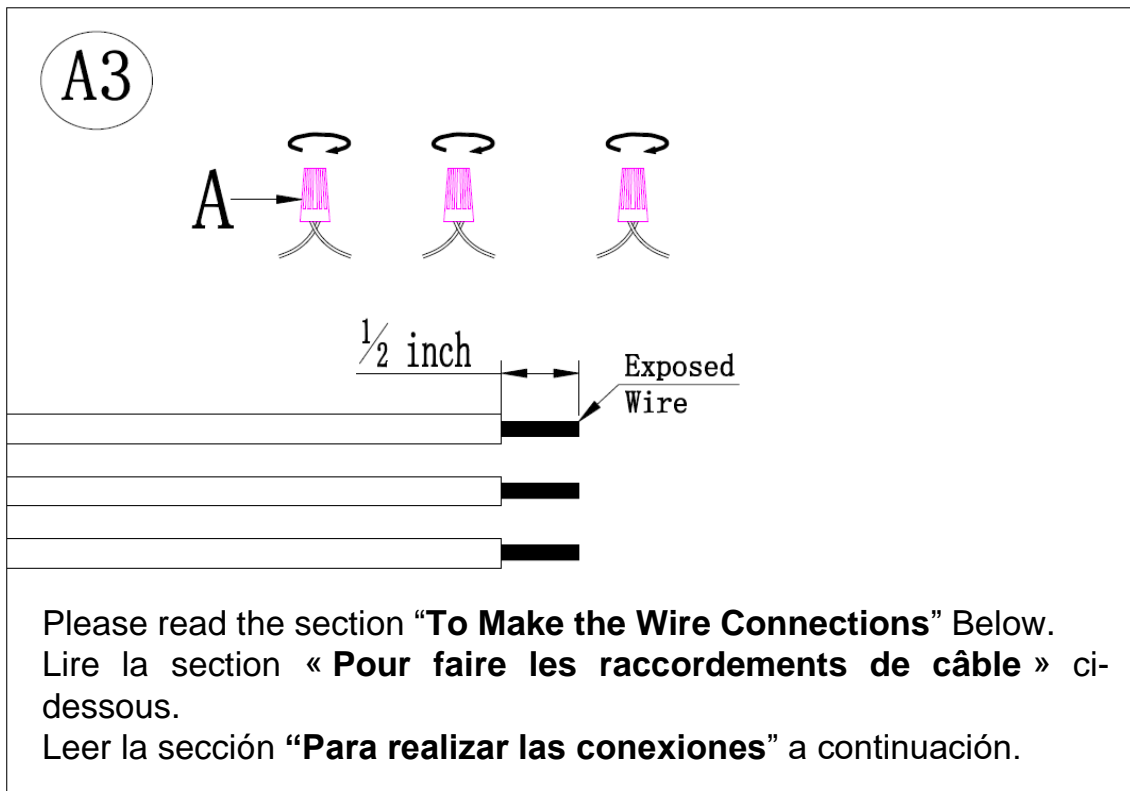 A3
A
½ inch
Exposed
Wire
Please read the section “To Make the Wire Connections” Below.
Lire la section « Pour faire les raccordements de câble » ci-
dessous.
Leer la sección “Para realizar las conexiones” a continuación.